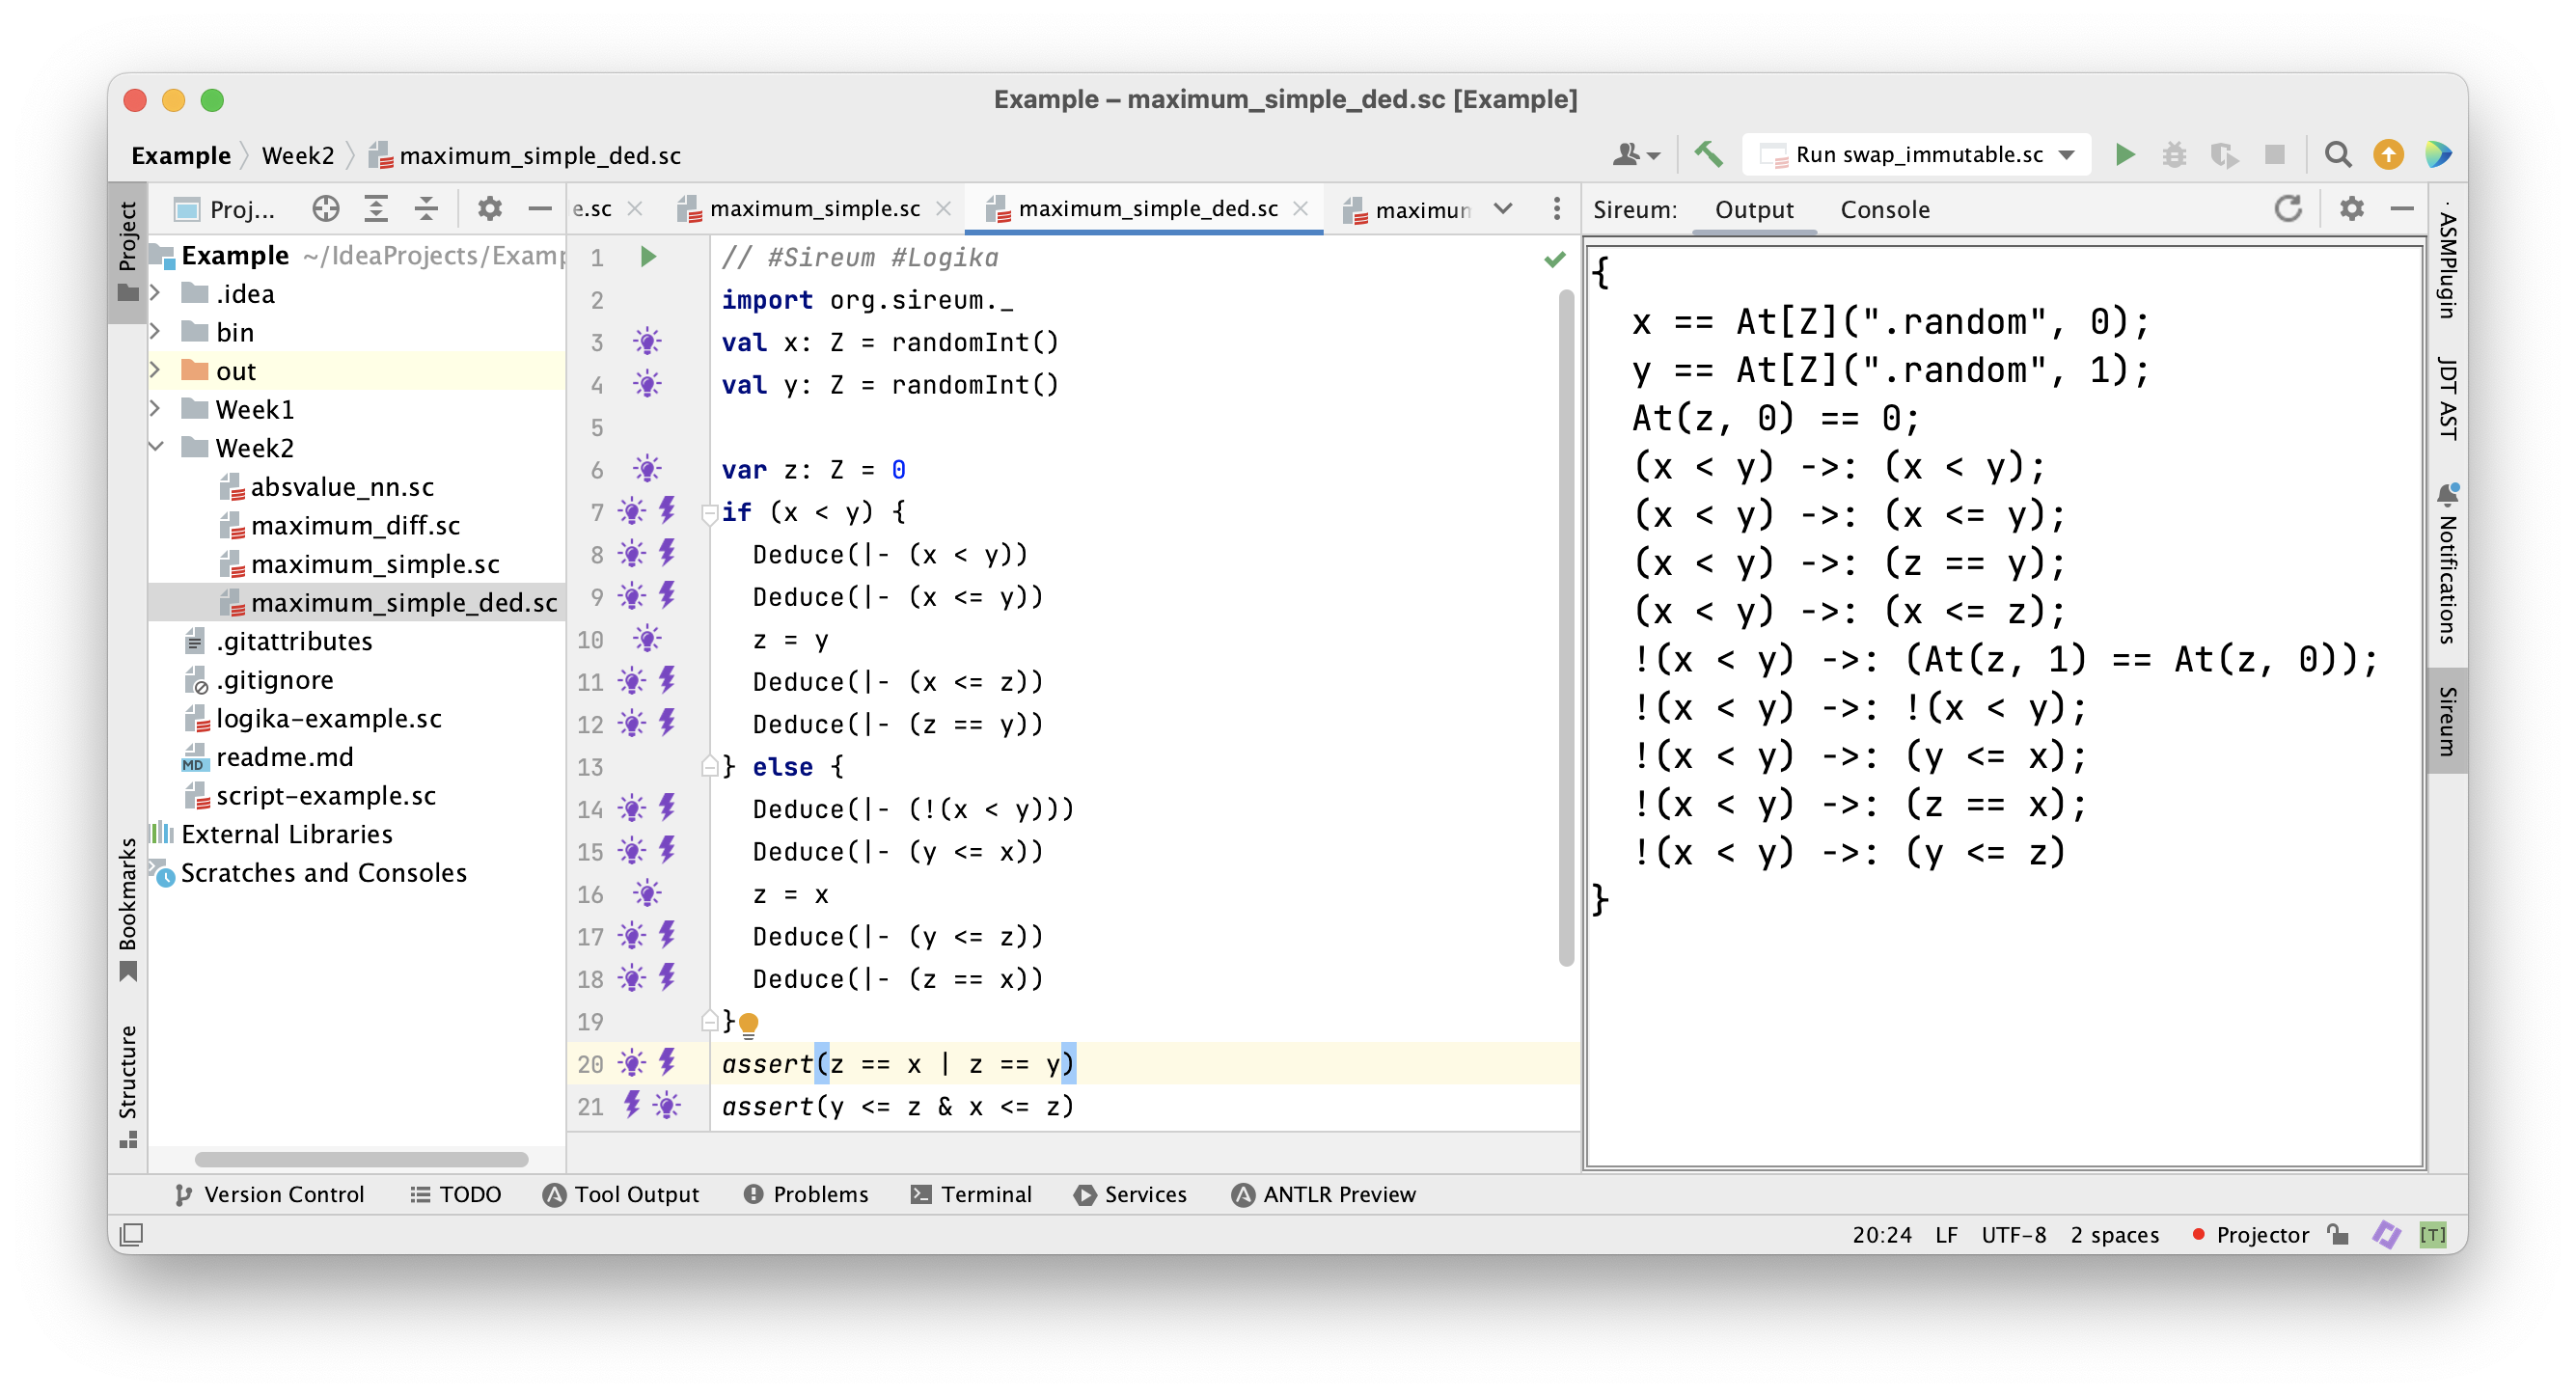 Example – maximum_simple_ded.sc [Example]
Example Week2 maximum_simple_ded.sc
Run swap_immutable.sc
Project
Bookmarks
Structure
Proj...
Example ~/IdeaProjects/Examp
.idea
bin
out
Week1
Week2
absvalue_nn.sc
maximum_diff.sc
maximum_simple.sc
maximum_simple_ded.sc
.gitattributes
.gitignore
logika-example.sc
MD readme.md
script-example.sc
External Libraries
Scratches and Consoles
e.sc maximum_simple.sc maximum_simple_ded.sc maximum
1 // #Sireum #Logika
2 import org.sireum._
3 val x: Z = randomInt()
4 val y: Z = randomInt()
5
6 var z: Z = 0
7 if (x < y) {
8 Deduce(|- (x < y))
9 Deduce(|- (x <= y))
10 z = y
11 Deduce(|- (x <= z))
12 Deduce(|- (z == y))
13 } else {
14 Deduce(|- (!(x < y)))
15 Deduce(|- (y <= x))
16 z = x
17 Deduce(|- (y <= z))
18 Deduce(|- (z == x))
19 }
20 assert(z == x | z == y)
21 assert(y <= z & x <= z)
Sireum: Output Console
{
x == At[Z](".random", 0);
y == At[Z](".random", 1);
At(z, 0) == 0;
(x < y) ->: (x < y);
(x < y) ->: (x <= y);
(x < y) ->: (z == y);
(x < y) ->: (x <= z);
!(x < y) ->: (At(z, 1) == At(z, 0));
!(x < y) ->: !(x < y);
!(x < y) ->: (y <= x);
!(x < y) ->: (z == x);
!(x < y) ->: (y <= z)
}
ASMPlugin
JDT AST
Notifications
Sireum
Version Control TODO Tool Output Problems Terminal Services ANTLR Preview
20:24 LF UTF-8 2 spaces Projector [T]